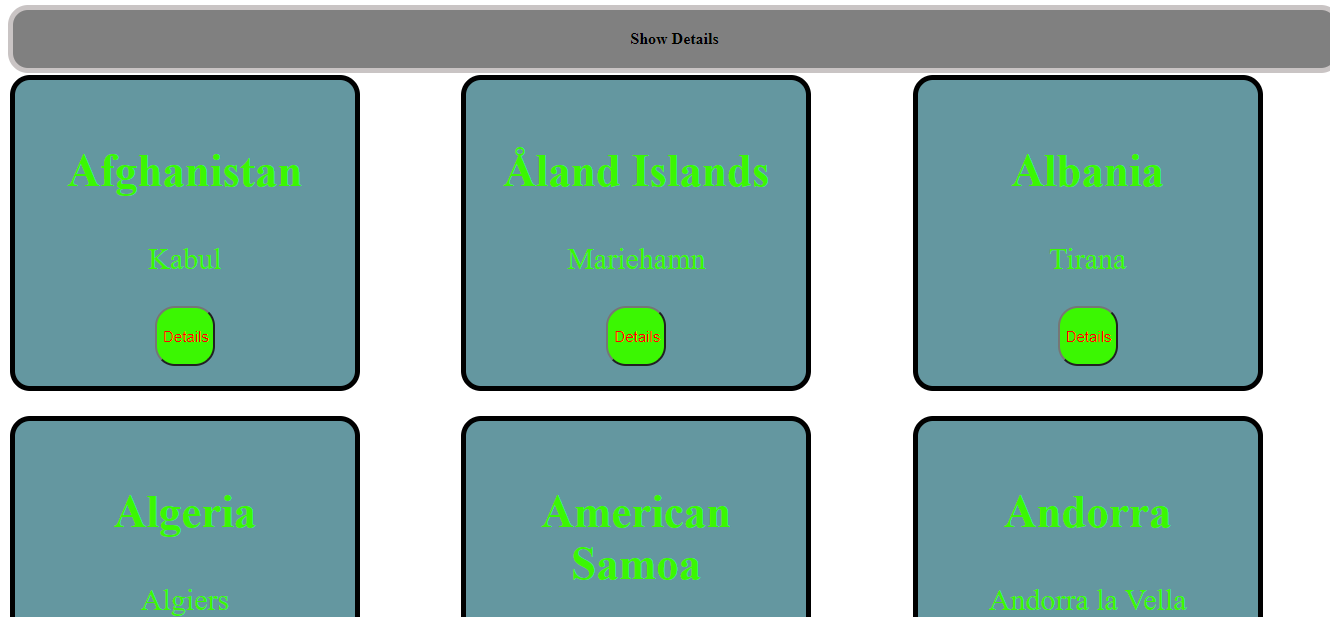 Show Details
Afghanistan
Kabul
Details
Åland Islands
Mariehamn
Details
Albania
Tirana
Details
Algeria
Algiers
American
Samoa
Andorra
Andorra la Vella